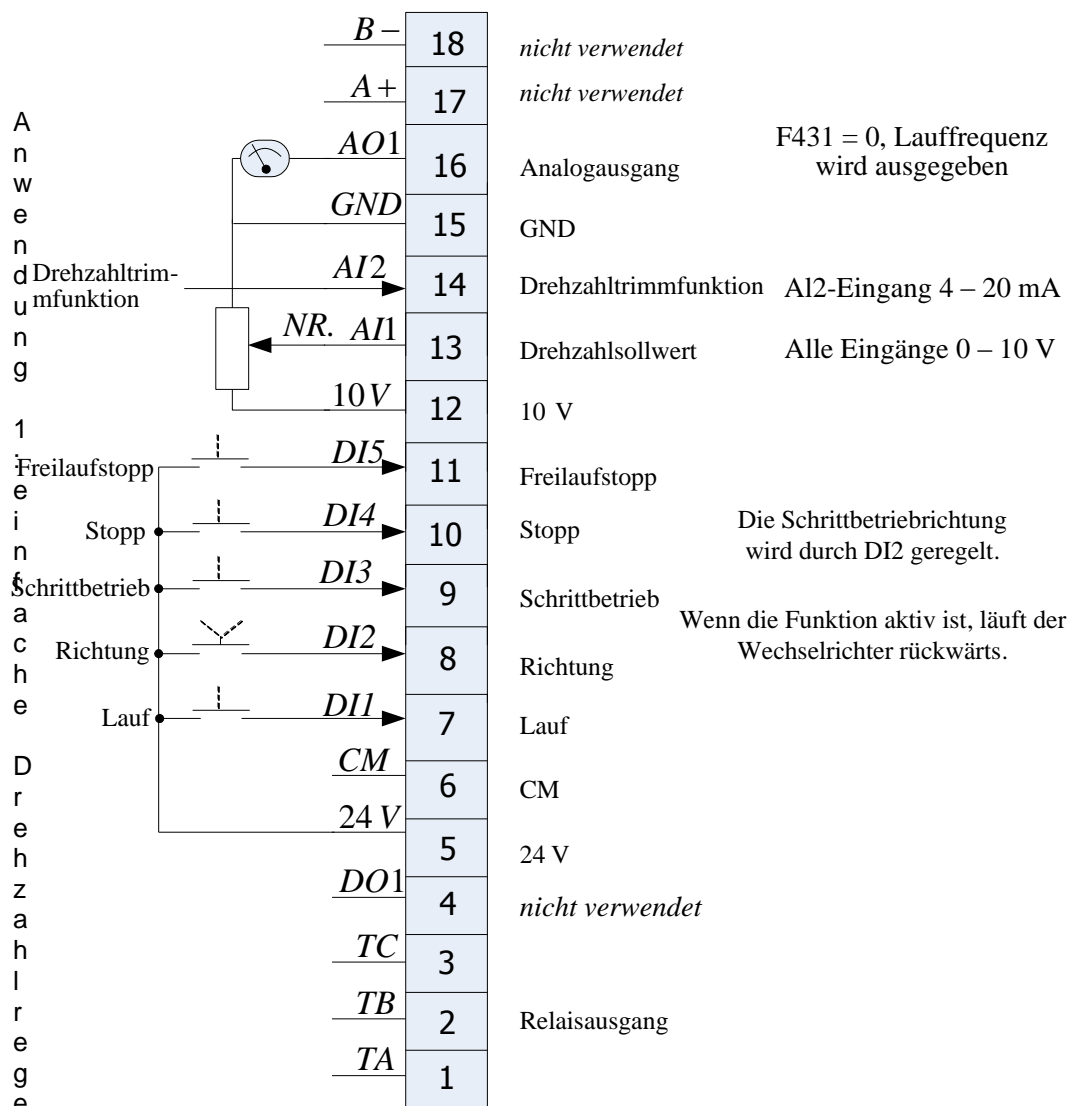 Anwendung 1: einfache Drehzahlrege
B – 18 nicht verwendet
A+ 17 nicht verwendet
AO1 16 Analogausgang F431 = 0, Lauffrequenz
wird ausgegeben
GND 15 GND
Drehzahltrim-
mfunktion
AI2 14 Drehzahltrimmfunktion Al2-Eingang 4 – 20 mA
NR. AI1 13 Drehzahlsollwert Alle Eingänge 0 – 10 V
10V 12 10 V
Freilaufstopp DI5 11 Freilaufstopp
Stopp DI4 10 Stopp
Die Schrittbetriebrichtung
wird durch DI2 geregelt.
Schrittbetrieb DI3 9 Schrittbetrieb
Wenn die Funktion aktiv ist, läuft der
Wechselrichter rückwärts.
Richtung DI2 8 Richtung
Lauf DI1 7 Lauf
CM 6 CM
24 V 5 24 V
DO1 4 nicht verwendet
TC 3
TB 2 Relaisausgang
TA 1